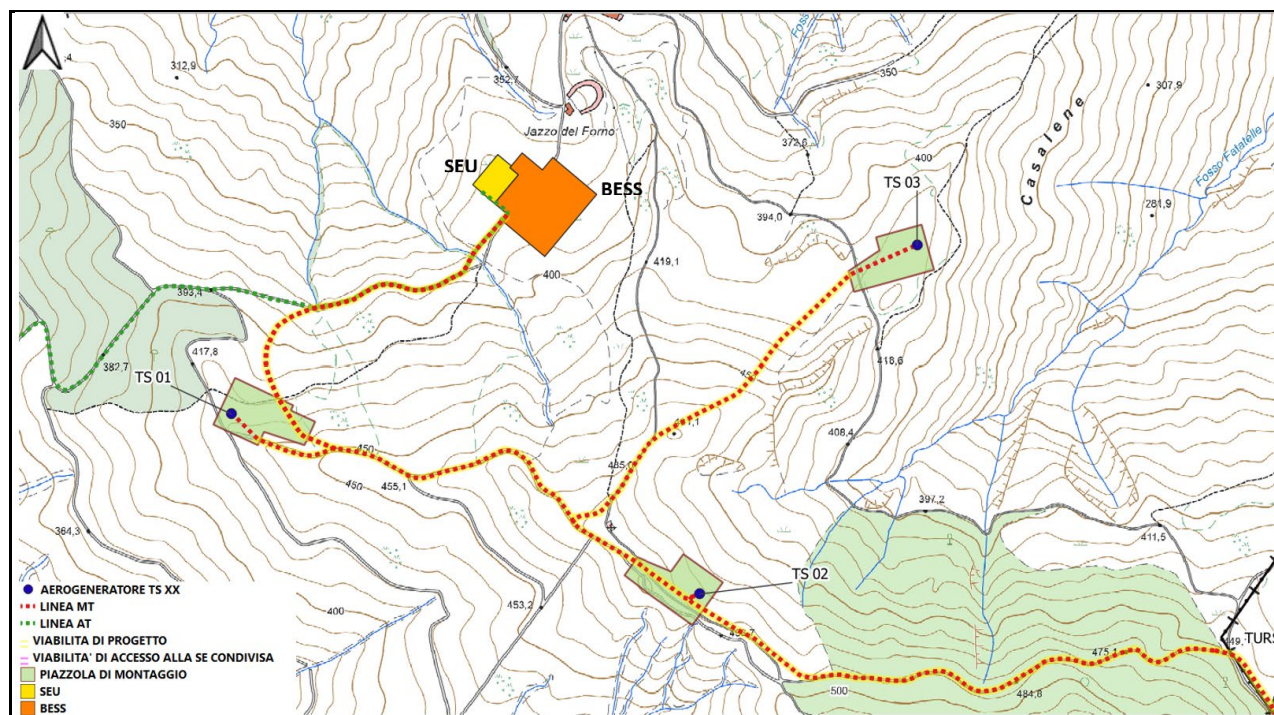 312,9
350
352,7
Jazzo del Forno
SEU
BESS
350
372,6
400
307,9
Casalene
Fosso Fafatelle
TS 03
394,0
281,9
419,1
400
393,4
382,7
417,8
TS 01
418,6
408,4
450
450
455,1
397,2
411,5
364,3
400
453,2
TS 02
500
475,1
484,8
449,
TURS
AEROGENERATORE TS XX
LINEA MT
LINEA AT
VIABILITA DI PROGETTO
VIABILITA' DI ACCESSO ALLA SE CONDIVISA
PIAZZOLA DI MONTAGGIO
SEU
BESS